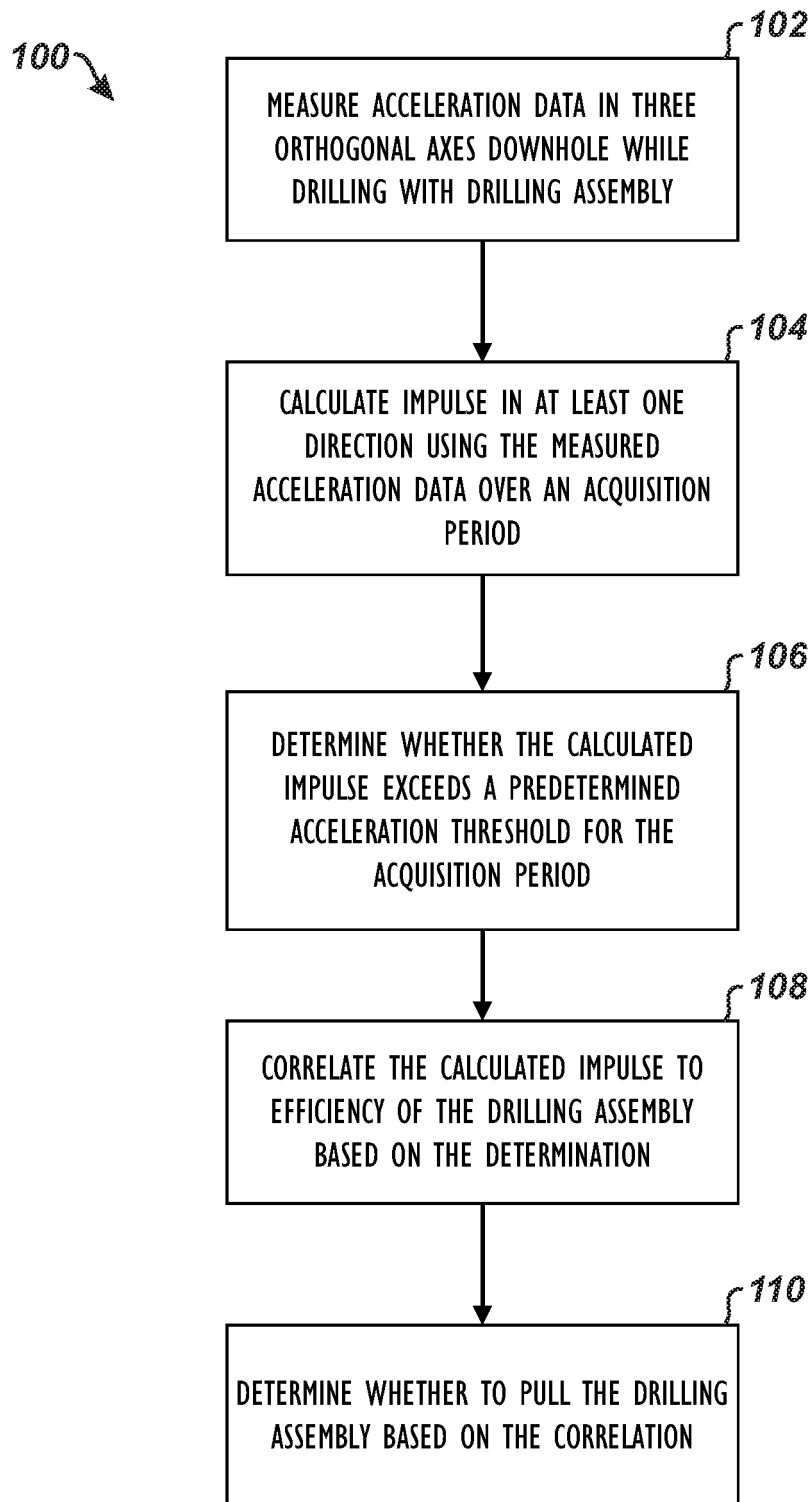 100
102
MEASURE ACCELERATION DATA IN THREE
ORTHOGONAL AXES DOWNHOLE WHILE
DRILLING WITH DRILLING ASSEMBLY
104
CALCULATE IMPULSE IN AT LEAST ONE
DIRECTION USING THE MEASURED
ACCELERATION DATA OVER AN ACQUISITION
PERIOD
106
DETERMINE WHETHER THE CALCULATED
IMPULSE EXCEEDS A PREDETERMINED
ACCELERATION THRESHOLD FOR THE
ACQUISITION PERIOD
108
CORRELATE THE CALCULATED IMPULSE TO
EFFICIENCY OF THE DRILLING ASSEMBLY
BASED ON THE DETERMINATION
110
DETERMINE WHETHER TO PULL THE DRILLING
ASSEMBLY BASED ON THE CORRELATION